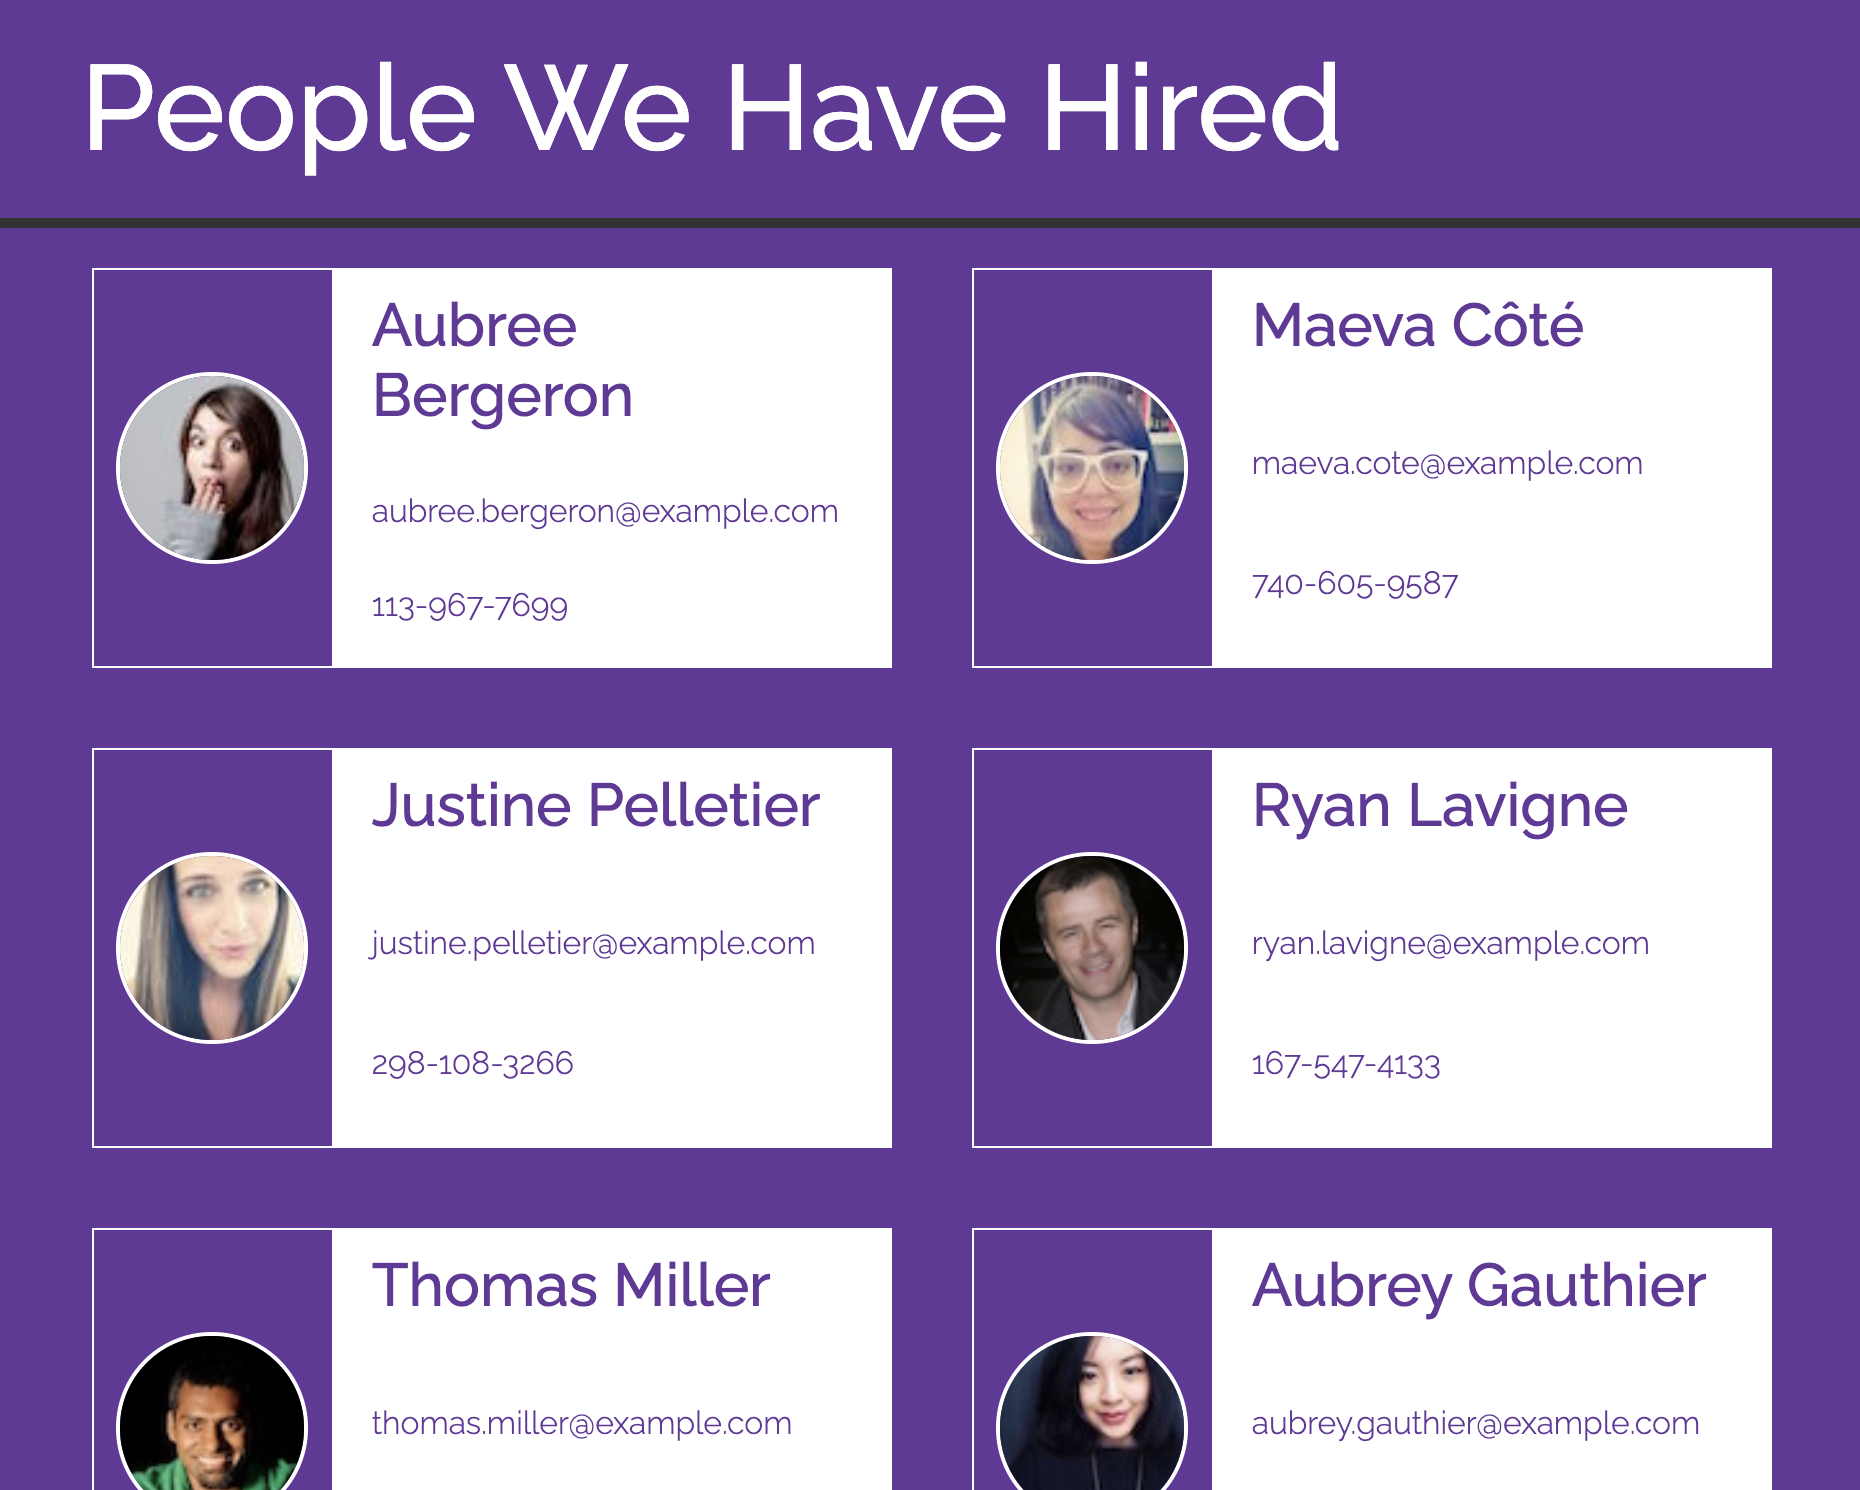 People We Have Hired
Aubree
Bergeron
aubree.bergeron@example.com
113-967-7699
Maeva Côté
maeva.cote@example.com
740-605-9587
Justine Pelletier
justine.pelletier@example.com
298-108-3266
Ryan Lavigne
ryan.lavigne@example.com
167-547-4133
Thomas Miller
thomas.miller@example.com
Aubrey Gauthier
aubrey.gauthier@example.com